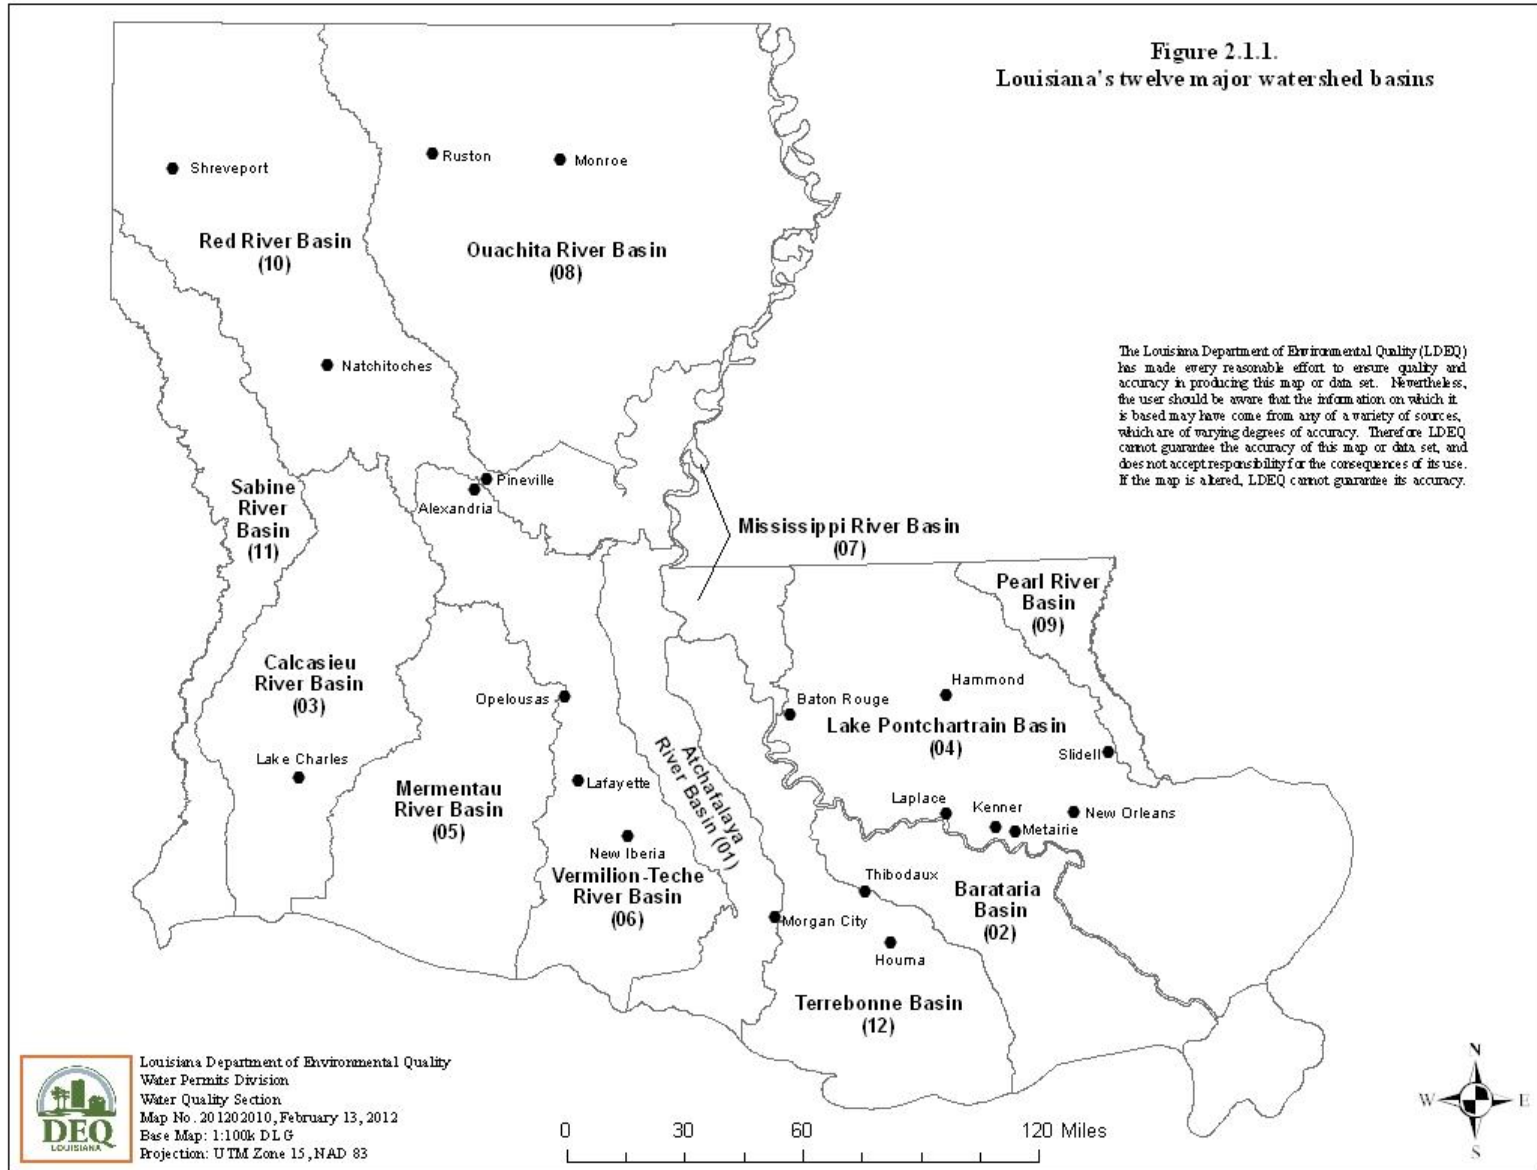 Figure 2.1.1.
Louisiana's twelve major watershed basins
Shreveport
Ruston
Monroe
Red River Basin
(10)
Ouachita River Basin
(08)
Natchitoches
The Louisiana Department of Environmental Quality (LDEQ)
has made every reasonable effort to ensure quality and
accuracy in producing this map or data set. Nevertheless,
the user should be aware that the information on which it
is based may have come from any of a variety of sources,
which are of varying degrees of accuracy. Therefore LDEQ
cannot guarantee the accuracy of this map or data set, and
does not accept responsibility for the consequences of its use.
If the map is altered, LDEQ cannot guarantee its accuracy.
Sabine
River
Basin
(11)
Pineville
Alexandria
Mississippi River Basin
(07)
Pearl River
Basin
(09)
Calcasieu
River Basin
(03)
Opelousas
Hammond
Baton Rouge
Lake Pontchartrain Basin
(04)
Slidell
Lake Charles
Mermentau
River Basin
(05)
Lafayette
Atchafalaya
River Basin (01)
Laplace
Kenner
New Orleans
Metairie
New Iberia
Vermilion-Teche
River Basin
(06)
Thibodaux
Barataria
Basin
(02)
Morgan City
Houma
Terrebonne Basin
(12)
DEQ
LOUISIANA
Louisiana Department of Environmental Quality
Water Permits Division
Water Quality Section
Map No. 201202010, February 13, 2012
Base Map: 1:100k DLG
Projection: UTM Zone 15, NAD 83
0 30 60 120 Miles
N
W E
S